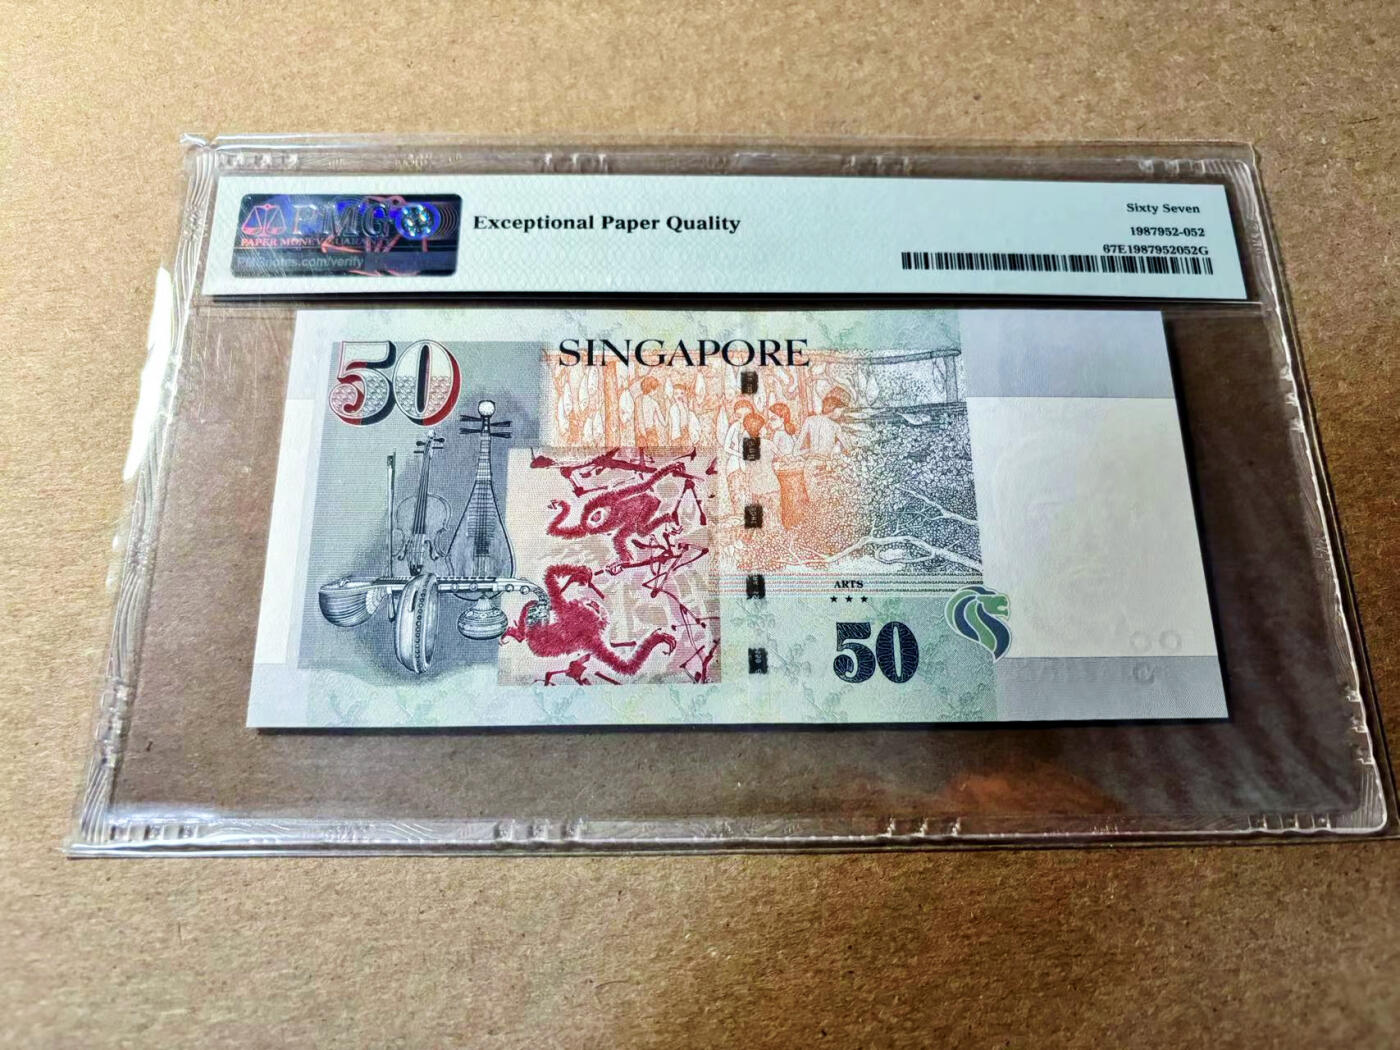 PMG
PAPER MONEY GUARANTY
PMGnotes.com/verify
Exceptional Paper Quality
Sixty Seven
1987952-052
67E1987952052G
50
SINGAPORE
ARTS
50